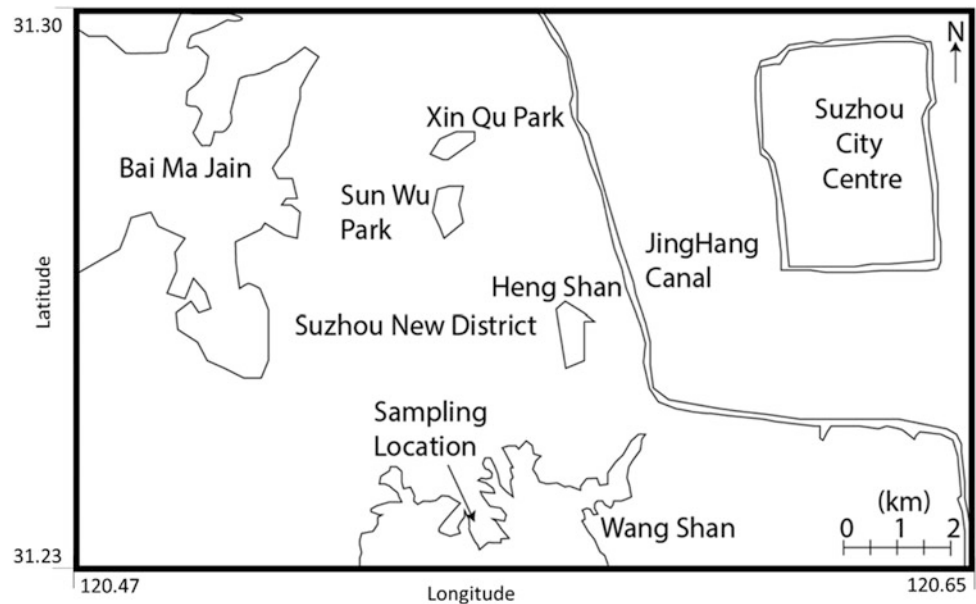 31.30
N
Suzhou
City
Centre
Xin Qu Park
Bai Ma Jain
Sun Wu
Park
JingHang
Canal
Heng Shan
Latitude
Suzhou New District
Sampling
Location
(km)
Wang Shan
0 1 2
31.23
120.47
Longitude
120.65